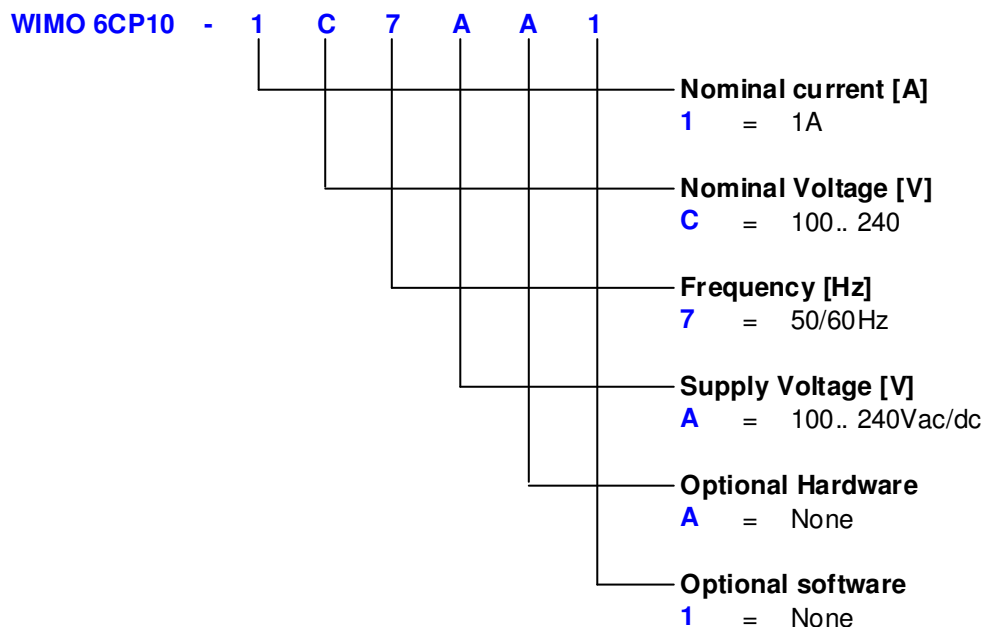 WIMO 6CP10 - 1 C 7 A A 1
Nominal current [A]
1 = 1A
Nominal Voltage [V]
C = 100.. 240
Frequency [Hz]
7 = 50/60Hz
Supply Voltage [V]
A = 100.. 240Vac/dc
Optional Hardware
A = None
Optional software
1 = None